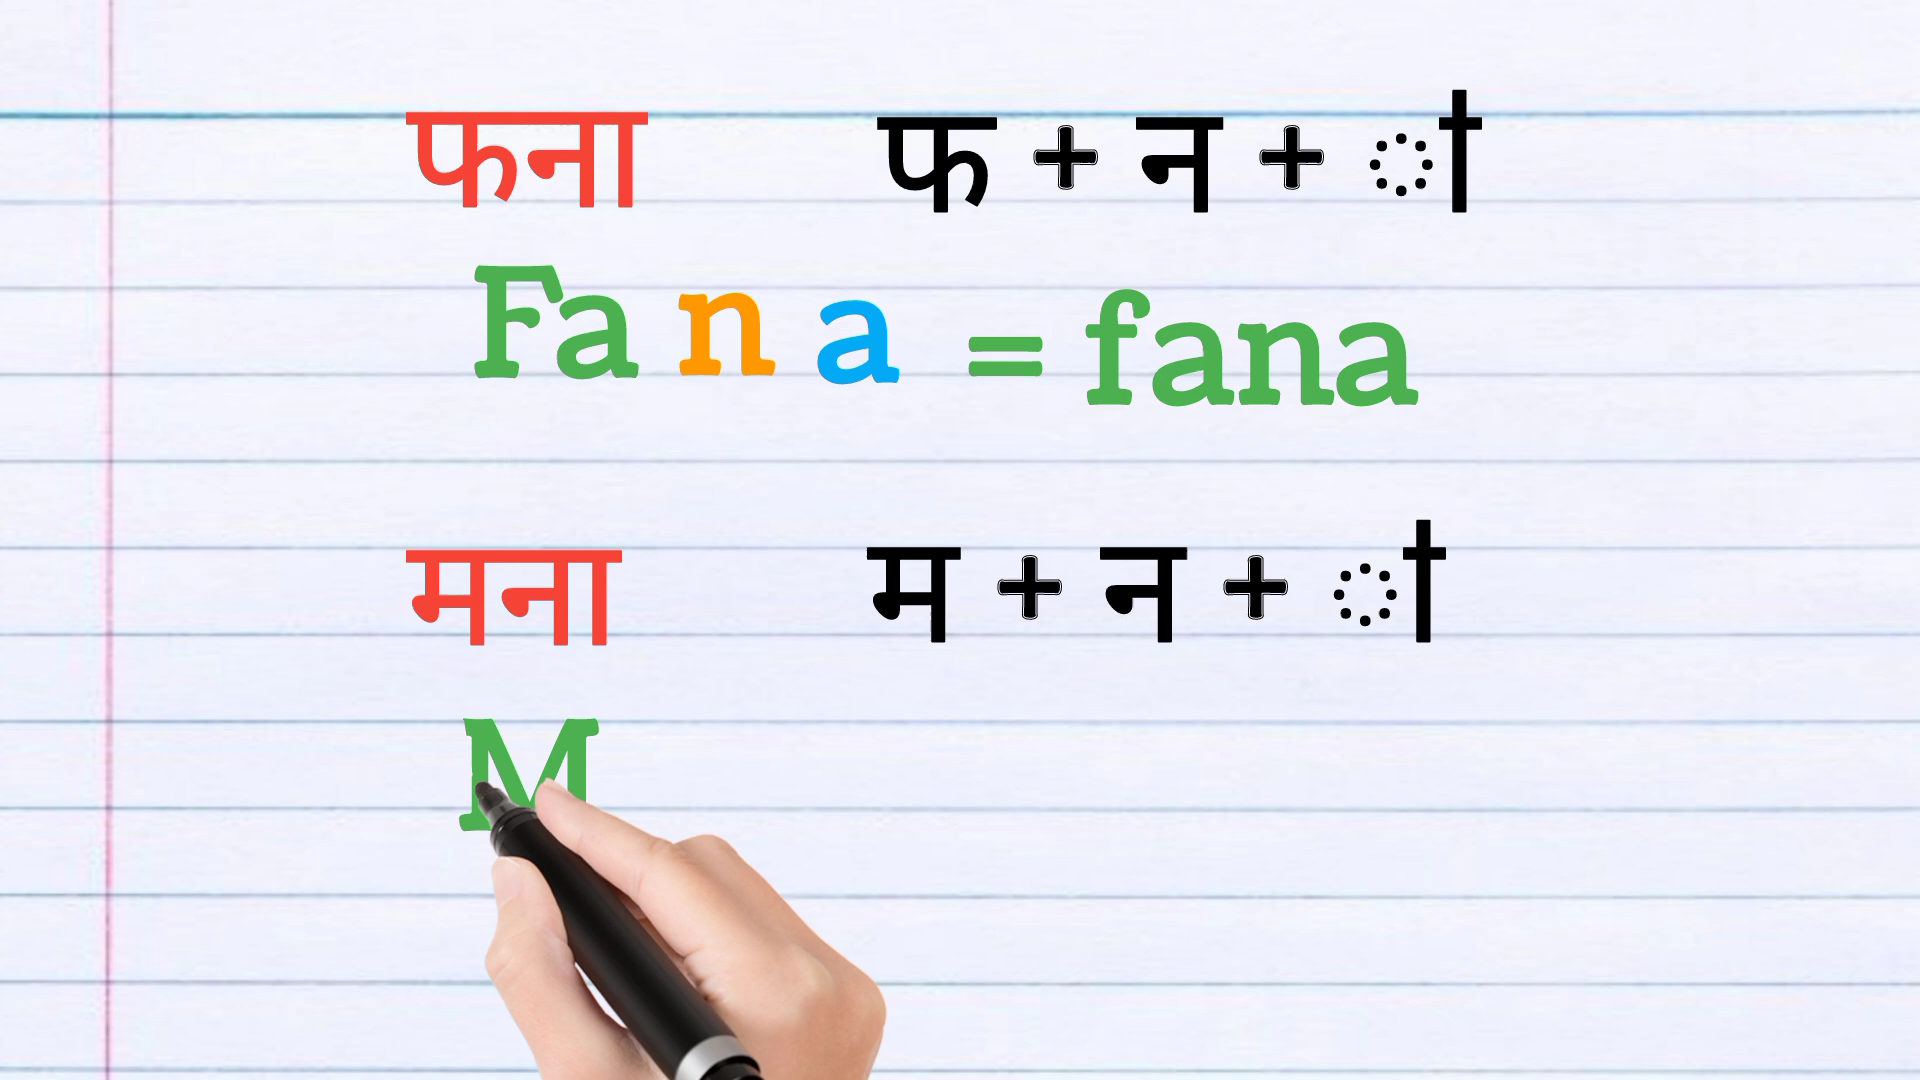 फना फ + न + ा
Fa n a = fana
मना म + न + ा
M